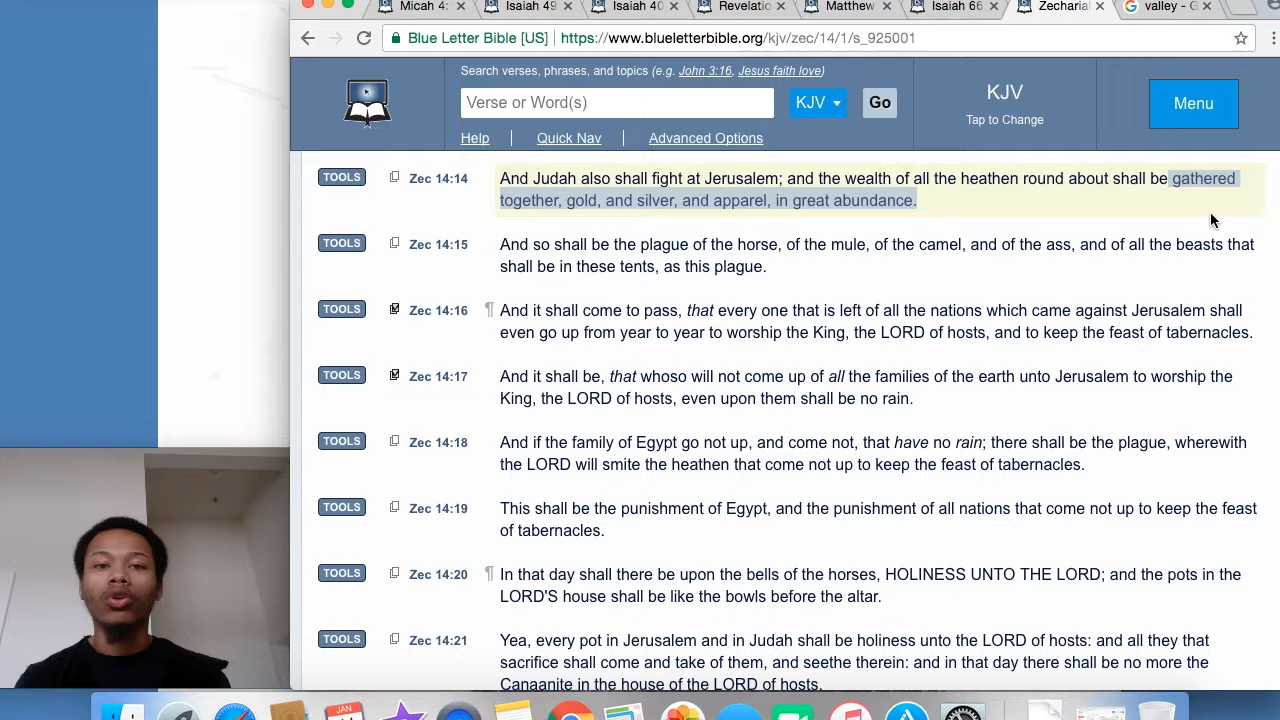 Micah 4:
Isaiah 49
Isaiah 40
Revelatio
Matthew
Isaiah 66
Zecharia
valley - G
Blue Letter Bible [US] https://www.blueletterbible.org/kjv/zec/14/1/s_925001
Search verses, phrases, and topics (e.g. John 3:16, Jesus faith love)
Verse or Word(s)
KJV
Go
Help
Quick Nav
Advanced Options
KJV
Tap to Change
Menu
TOOLS Zec 14:14 And Judah also shall fight at Jerusalem; and the wealth of all the heathen round about shall be gathered
together, gold, and silver, and apparel, in great abundance.
TOOLS Zec 14:15 And so shall be the plague of the horse, of the mule, of the camel, and of the ass, and of all the beasts that
shall be in these tents, as this plague.
TOOLS Zec 14:16 ¶ And it shall come to pass, that every one that is left of all the nations which came against Jerusalem shall
even go up from year to year to worship the King, the LORD of hosts, and to keep the feast of tabernacles.
TOOLS Zec 14:17 And it shall be, that whoso will not come up of all the families of the earth unto Jerusalem to worship the
King, the LORD of hosts, even upon them shall be no rain.
TOOLS Zec 14:18 And if the family of Egypt go not up, and come not, that have no rain; there shall be the plague, wherewith
the LORD will smite the heathen that come not up to keep the feast of tabernacles.
TOOLS Zec 14:19 This shall be the punishment of Egypt, and the punishment of all nations that come not up to keep the feast
of tabernacles.
TOOLS Zec 14:20 ¶ In that day shall there be upon the bells of the horses, HOLINESS UNTO THE LORD; and the pots in the
LORD'S house shall be like the bowls before the altar.
TOOLS Zec 14:21 Yea, every pot in Jerusalem and in Judah shall be holiness unto the LORD of hosts: and all they that
sacrifice shall come and take of them, and seethe therein: and in that day there shall be no more the
Canaanite in the house of the LORD of hosts.
JAN